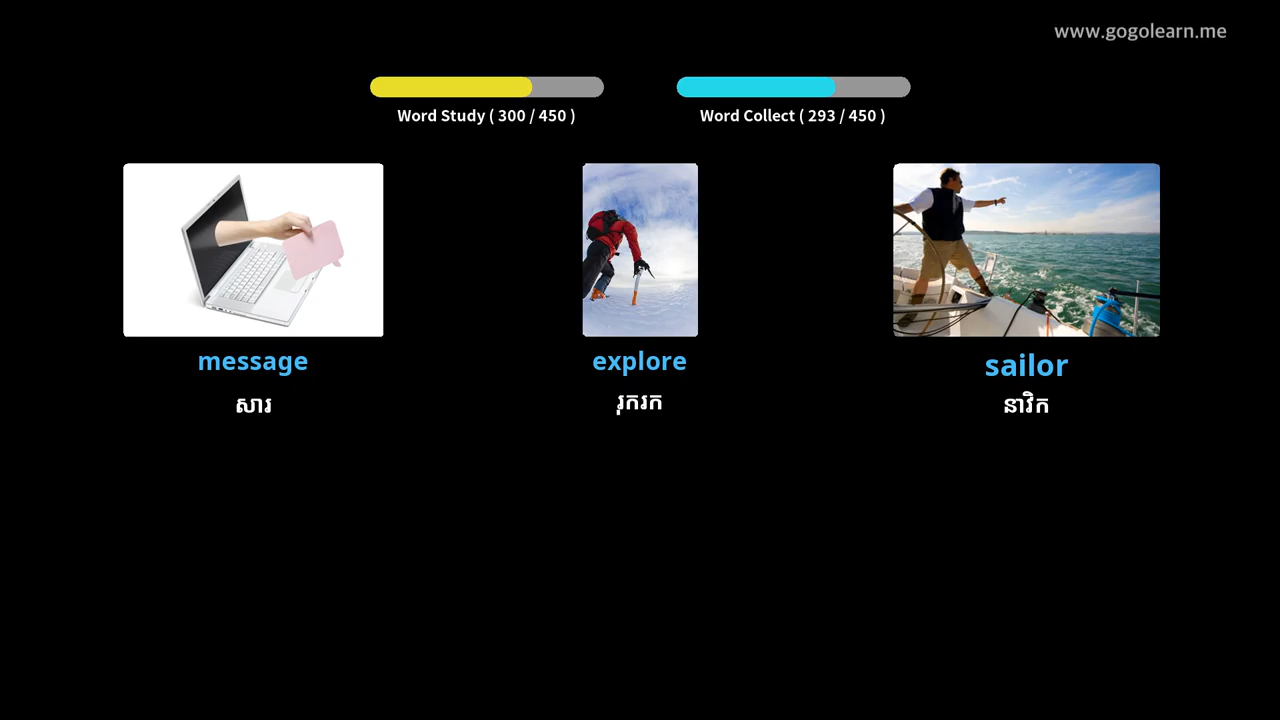 www.gogolearn.me
Word Study ( 300 / 450 )
Word Collect ( 293 / 450 )
message
explore
sailor
សារ
រុករក
នាវិក